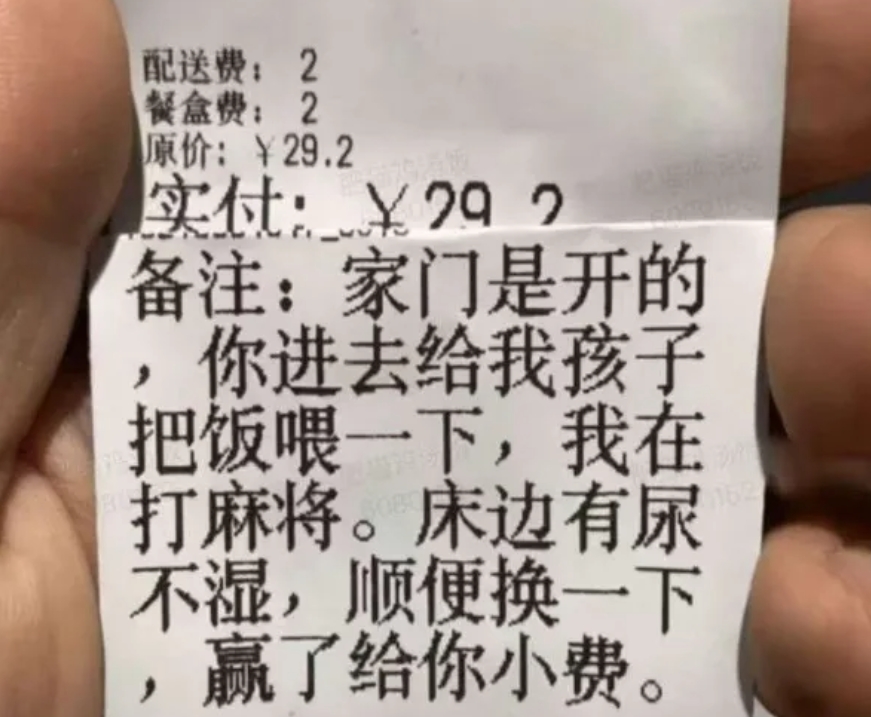 配送费: 2
餐盒费: 2
原价: ￥29.2
实付: ￥29.2
备注: 家门是开的
,你进去给我孩子
把饭喂一下,我在
打麻将。床边有尿
不湿,顺便换一下
,赢了给你小费。